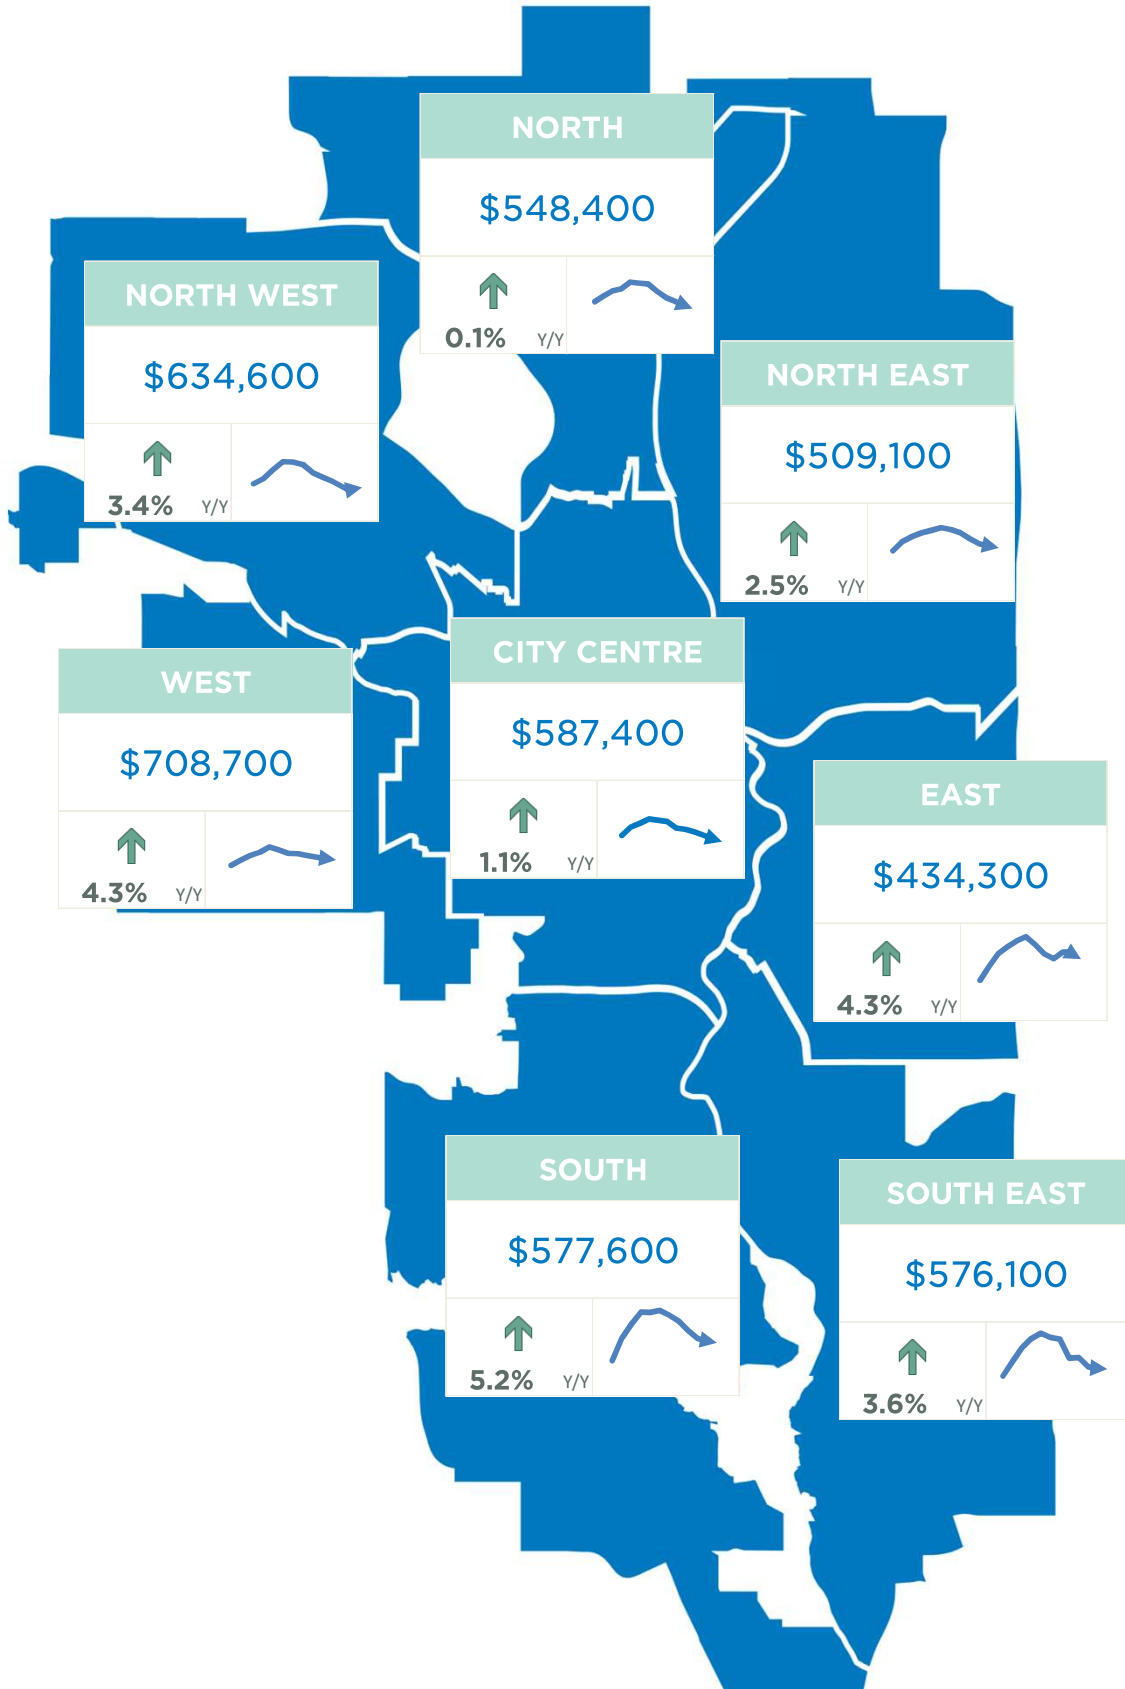 NORTH
$548,400
0.1% Y/Y
NORTH WEST
$634,600
3.4% Y/Y
NORTH EAST
$509,100
2.5% Y/Y
CITY CENTRE
$587,400
1.1% Y/Y
WEST
$708,700
4.3% Y/Y
EAST
$434,300
4.3% Y/Y
SOUTH
$577,600
5.2% Y/Y
SOUTH EAST
$576,100
3.6% Y/Y